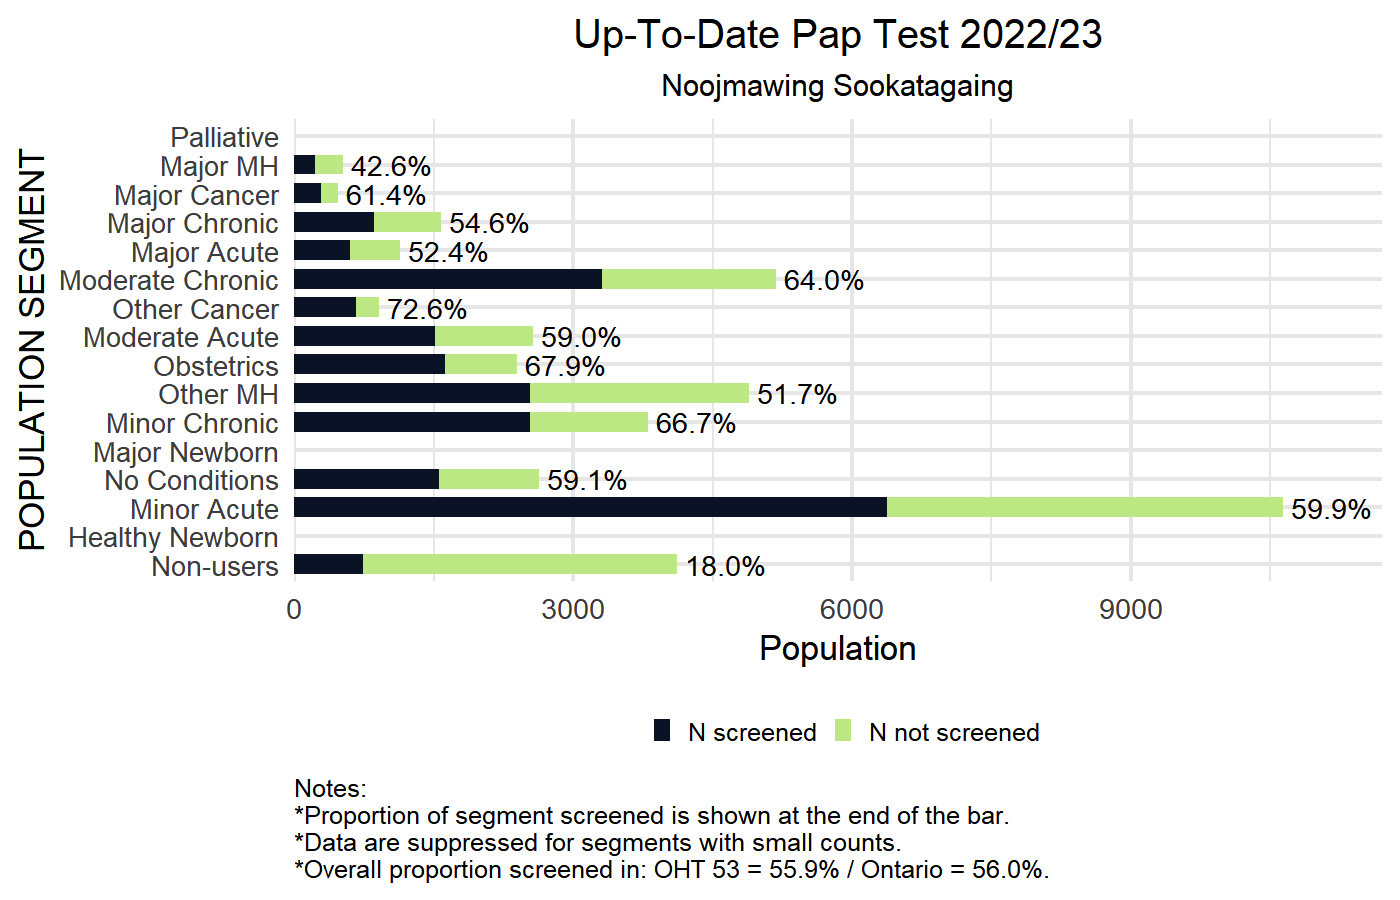 Up-To-Date Pap Test 2022/23
Noojmawing Sookatagaing
POPULATION SEGMENT
Palliative
Major MH 42.6%
Major Cancer 61.4%
Major Chronic 54.6%
Major Acute 52.4%
Moderate Chronic 64.0%
Other Cancer 72.6%
Moderate Acute 59.0%
Obstetrics 67.9%
Other MH 51.7%
Minor Chronic 66.7%
Major Newborn
No Conditions 59.1%
Minor Acute 59.9%
Healthy Newborn
Non-users 18.0%
0 3000 6000 9000
Population
N screened N not screened
Notes:
*Proportion of segment screened is shown at the end of the bar.
*Data are suppressed for segments with small counts.
*Overall proportion screened in: OHT 53 = 55.9% / Ontario = 56.0%.